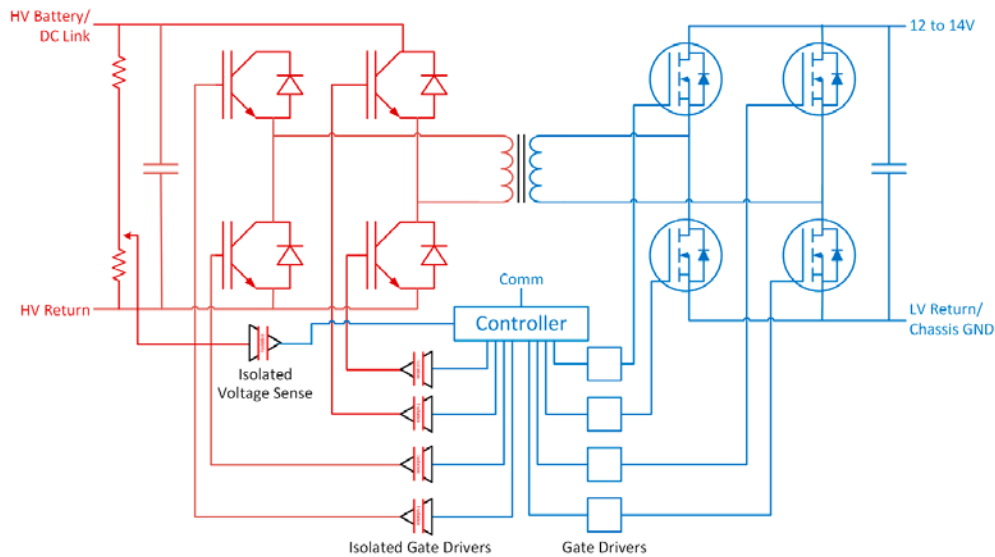 HV Battery/
DC Link
12 to 14V
HV Return
Comm
Controller
LV Return/
Chassis GND
Isolated
Voltage Sense
Isolated Gate Drivers
Gate Drivers